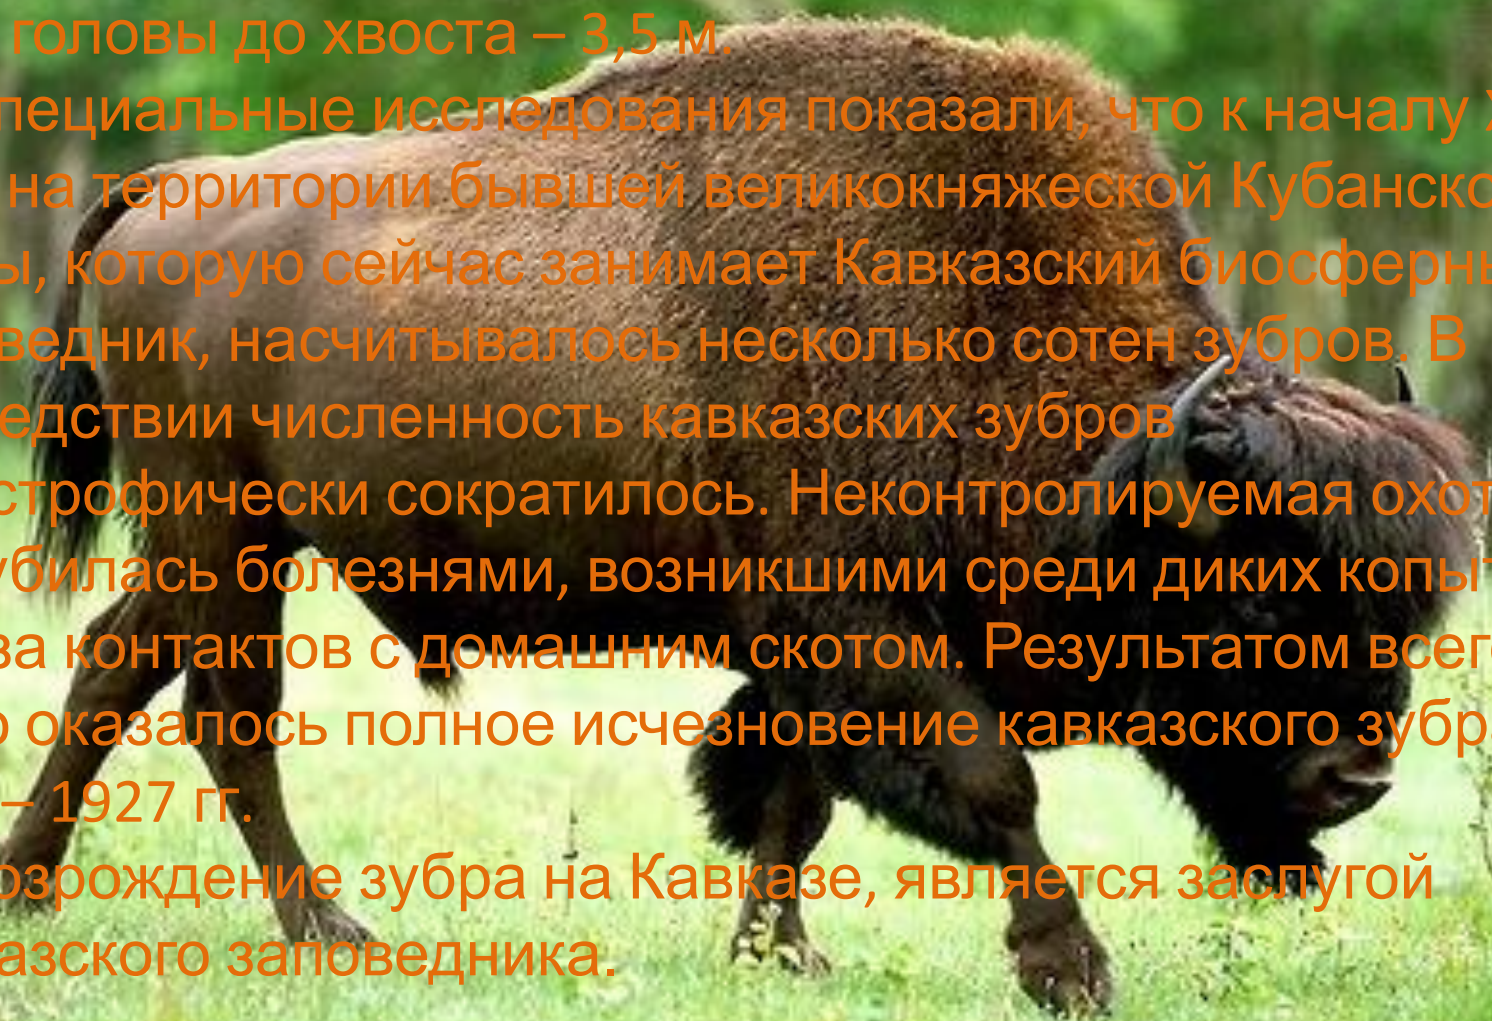 головы до хвоста – 3,5 м.
пециальные исследования показали, что к началу
на территории бывшей великокняжеской Кубанско
ы, которую сейчас занимает Кавказский биосферны
ведник, насчитывалось несколько сотен зубров. В
едствии численность кавказских зубров
строфически сократилось. Неконтролируемая охот
убилась болезнями, возникшими среди диких копыт
за контактов с домашним скотом. Результатом всег
о оказалось полное исчезновение кавказского зубр
– 1927 гг.
озрождение зубра на Кавказе, является заслугой
азского заповедника.